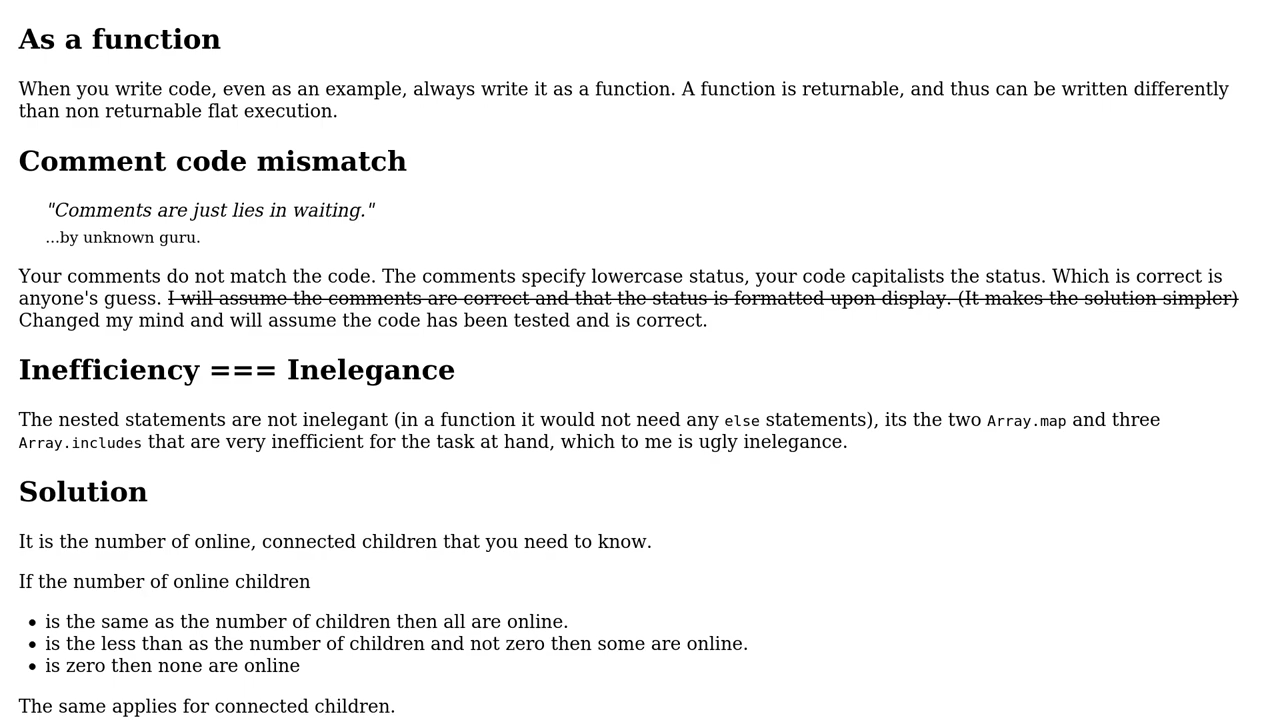 As a function
When you write code, even as an example, always write it as a function. A function is returnable, and thus can be written differently
than non returnable flat execution.
Comment code mismatch
"Comments are just lies in waiting."
...by unknown guru.
Your comments do not match the code. The comments specify lowercase status, your code capitalists the status. Which is correct is
anyone's guess. I will assume the comments are correct and that the status is formatted upon display. (It makes the solution simpler)
Changed my mind and will assume the code has been tested and is correct.
Inefficiency === Inelegance
The nested statements are not inelegant (in a function it would not need any else statements), its the two Array.map and three
Array.includes that are very inefficient for the task at hand, which to me is ugly inelegance.
Solution
It is the number of online, connected children that you need to know.
If the number of online children
• is the same as the number of children then all are online.
• is the less than as the number of children and not zero then some are online.
• is zero then none are online
The same applies for connected children.